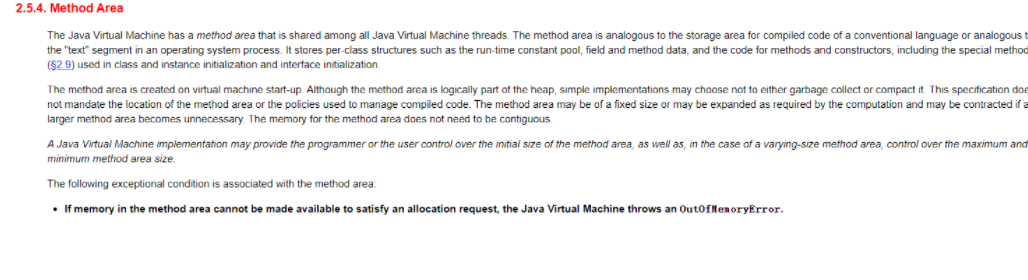 2.5.4. Method Area
The Java Virtual Machine has a method area that is shared among all Java Virtual Machine threads. The method area is analogous to the storage area for compiled code of a conventional language or analogous t
the "text" segment in an operating system process. It stores per-class structures such as the run-time constant pool, field and method data, and the code for methods and constructors, including the special method
(§2.9) used in class and instance initialization and interface initialization.
The method area is created on virtual machine start-up. Although the method area is logically part of the heap, simple implementations may choose not to either garbage collect or compact it. This specification doe
not mandate the location of the method area or the policies used to manage compiled code. The method area may be of a fixed size or may be expanded as required by the computation and may be contracted if a
larger method area becomes unnecessary. The memory for the method area does not need to be contiguous.
A Java Virtual Machine implementation may provide the programmer or the user control over the initial size of the method area, as well as, in the case of a varying-size method area, control over the maximum and
minimum method area size.
The following exceptional condition is associated with the method area:
• If memory in the method area cannot be made available to satisfy an allocation request, the Java Virtual Machine throws an OutOfMemoryError.